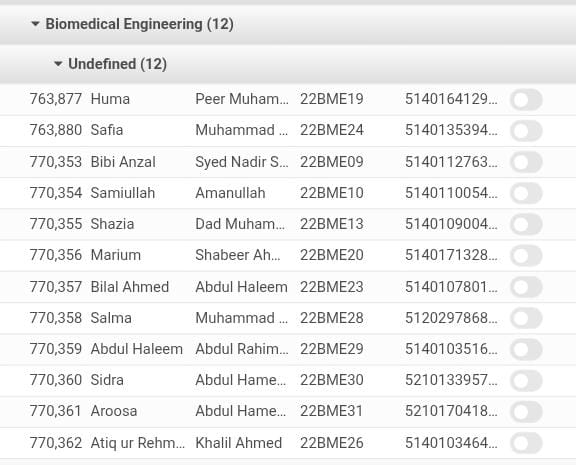 Biomedical Engineering (12)
Undefined (12)
763,877 Huma Peer Muham... 22BME19 5140164129...
763,880 Safia Muhammad ... 22BME24 5140135394...
770,353 Bibi Anzal Syed Nadir S... 22BME09 5140112763...
770,354 Samiullah Amanullah 22BME10 5140110054...
770,355 Shazia Dad Muham... 22BME13 5140109004...
770,356 Marium Shabeer Ah... 22BME20 5140171328...
770,357 Bilal Ahmed Abdul Haleem 22BME23 5140107801...
770,358 Salma Muhammad ... 22BME28 5120297868...
770,359 Abdul Haleem Abdul Rahim... 22BME29 5140103516...
770,360 Sidra Abdul Hame... 22BME30 5210133957...
770,361 Aroosa Abdul Hame... 22BME31 5210170418...
770,362 Atiq ur Rehm... Khalil Ahmed 22BME26 5140103464...